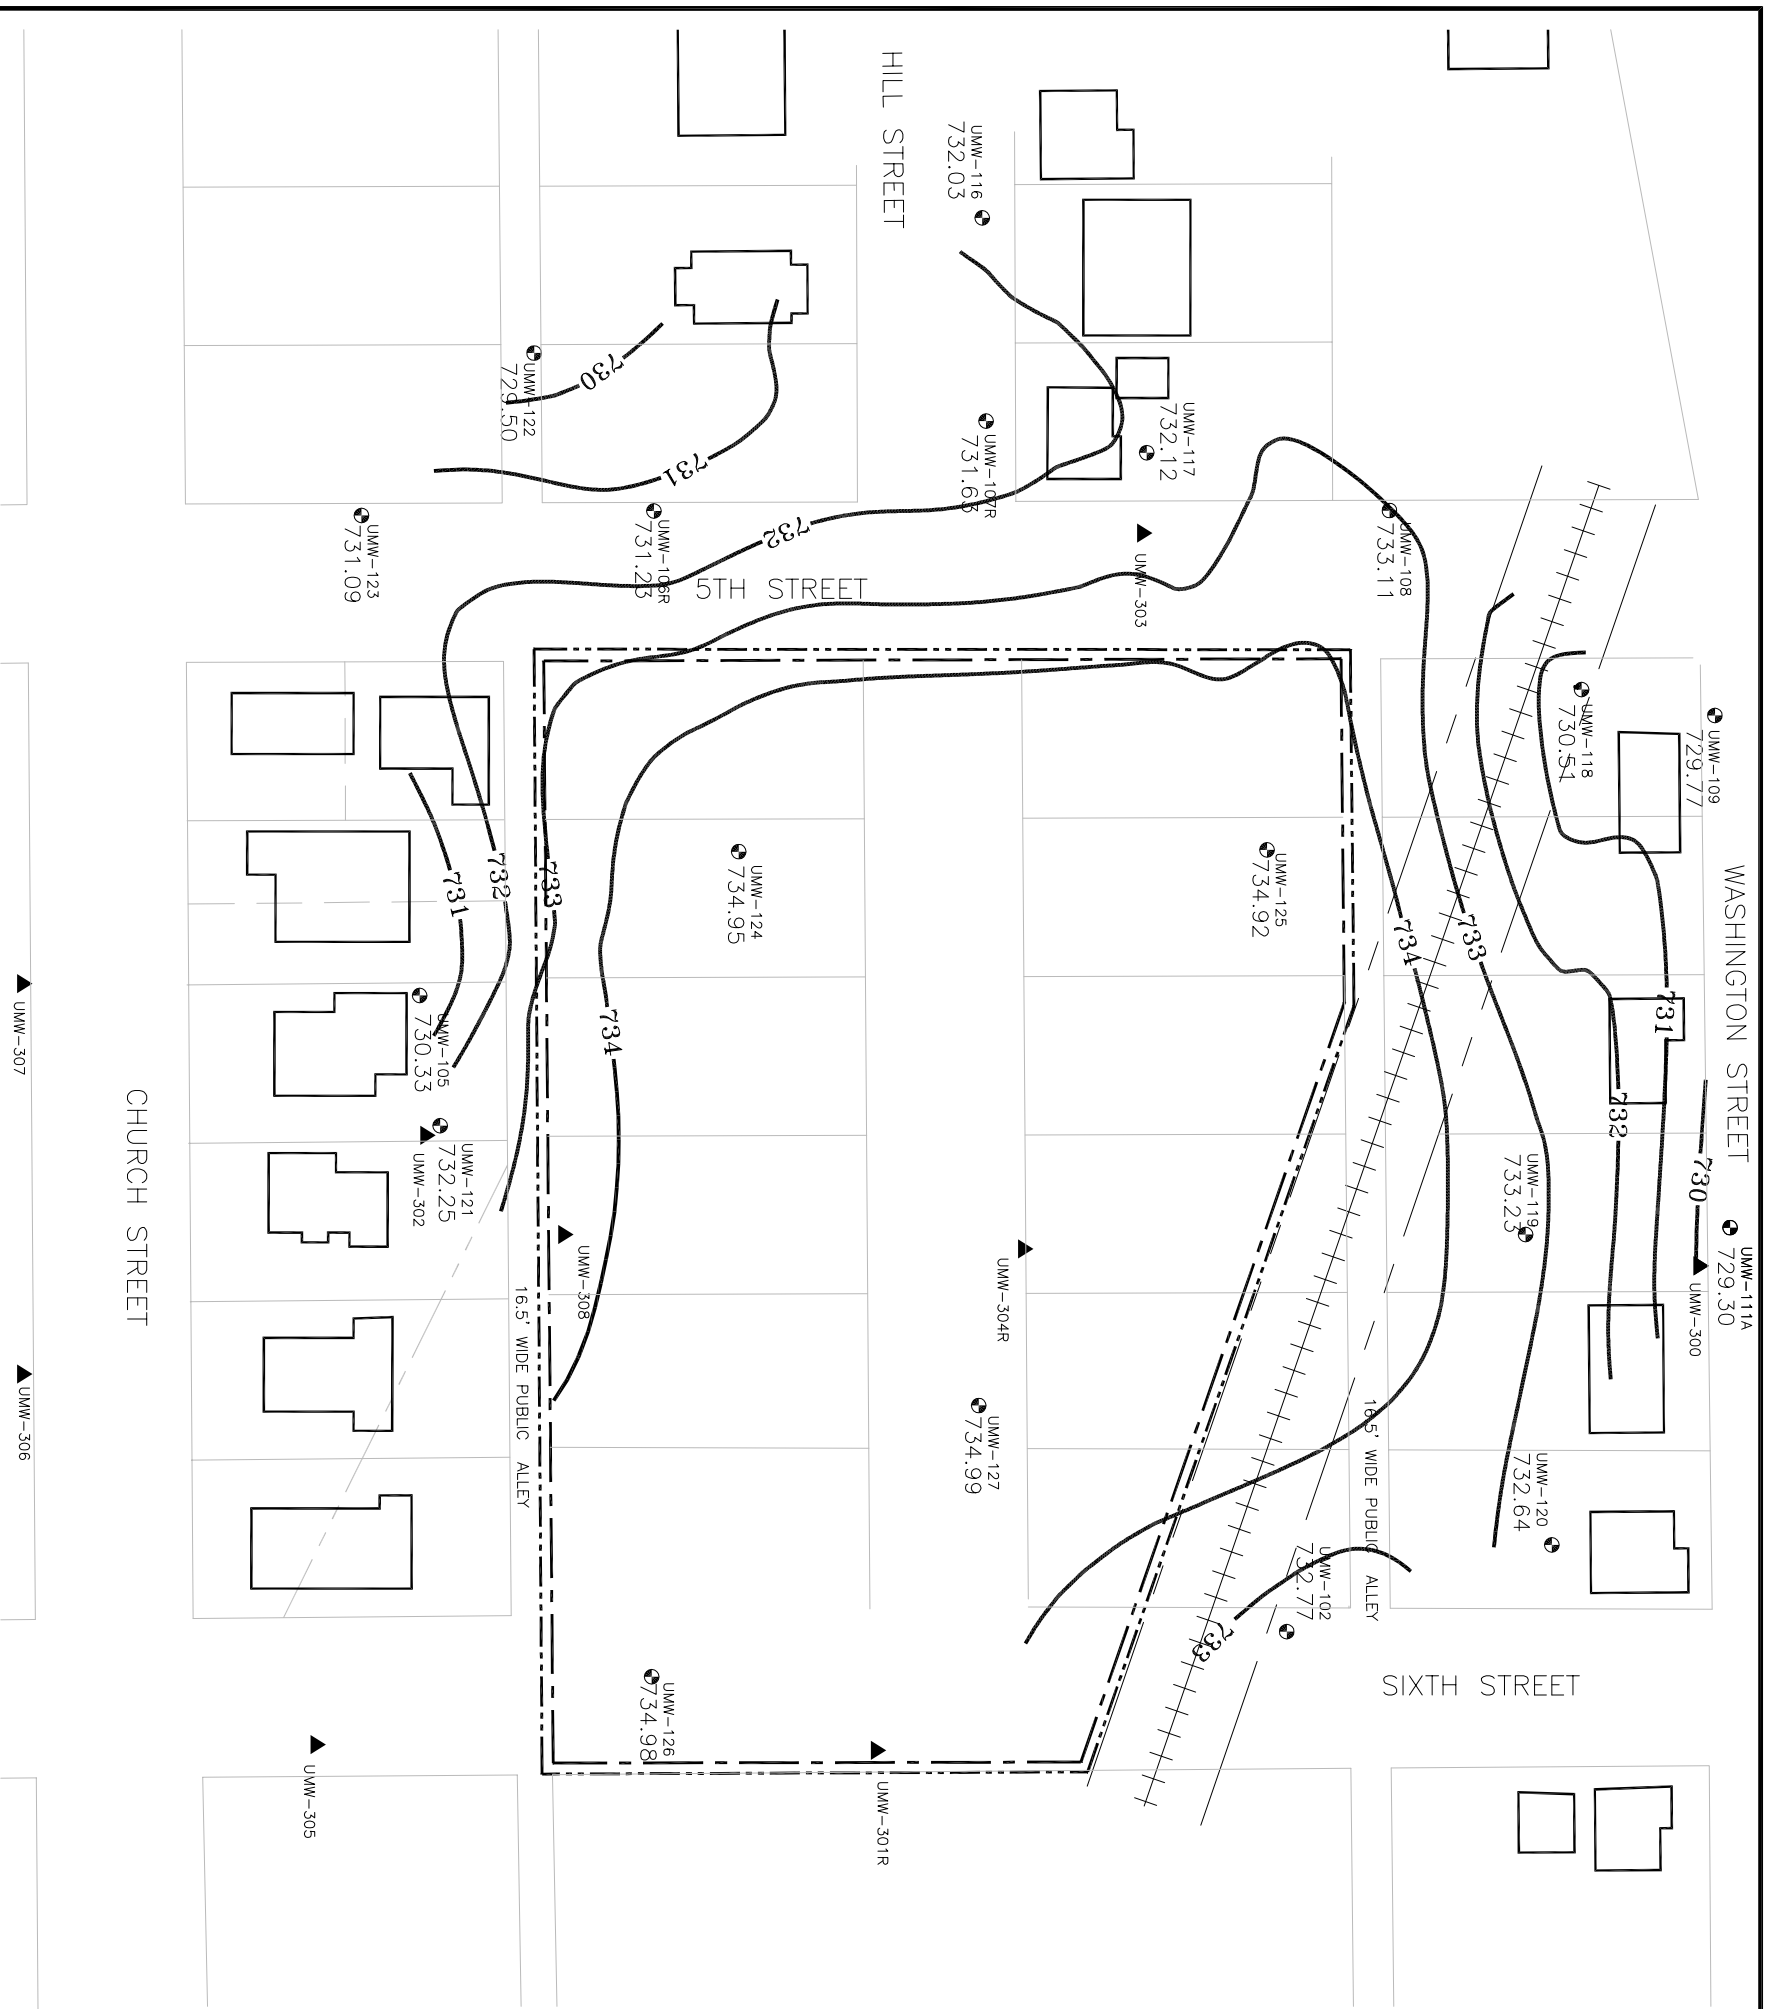 HILL STREET
UMW-116
732.03
730
UMW-122
729.50
731
UMW-117
732.12
UMW-107R
731.63
732
UMW-123
731.09
UMW-106R
731.23
5TH STREET
UMW-303
UMW-108
733.11
UMW-118
730.51
UMW-109
729.77
WASHINGTON STREET
731
732
733
UMW-124
734.95
UMW-125
734.92
734
733
734
731
732
730
UMW-307
UMW-105
730.33
CHURCH STREET
UMW-121
732.25
UMW-302
UMW-308
16.5' WIDE PUBLIC ALLEY
UMW-304R
UMW-119
733.23
UMW-111A
729.30
UMW-300
UMW-306
UMW-127
734.99
16.5' WIDE PUBLIC ALLEY
UMW-120
732.64
UMW-102
732.77
733
SIXTH STREET
UMW-126
734.98
UMW-305
UMW-301R